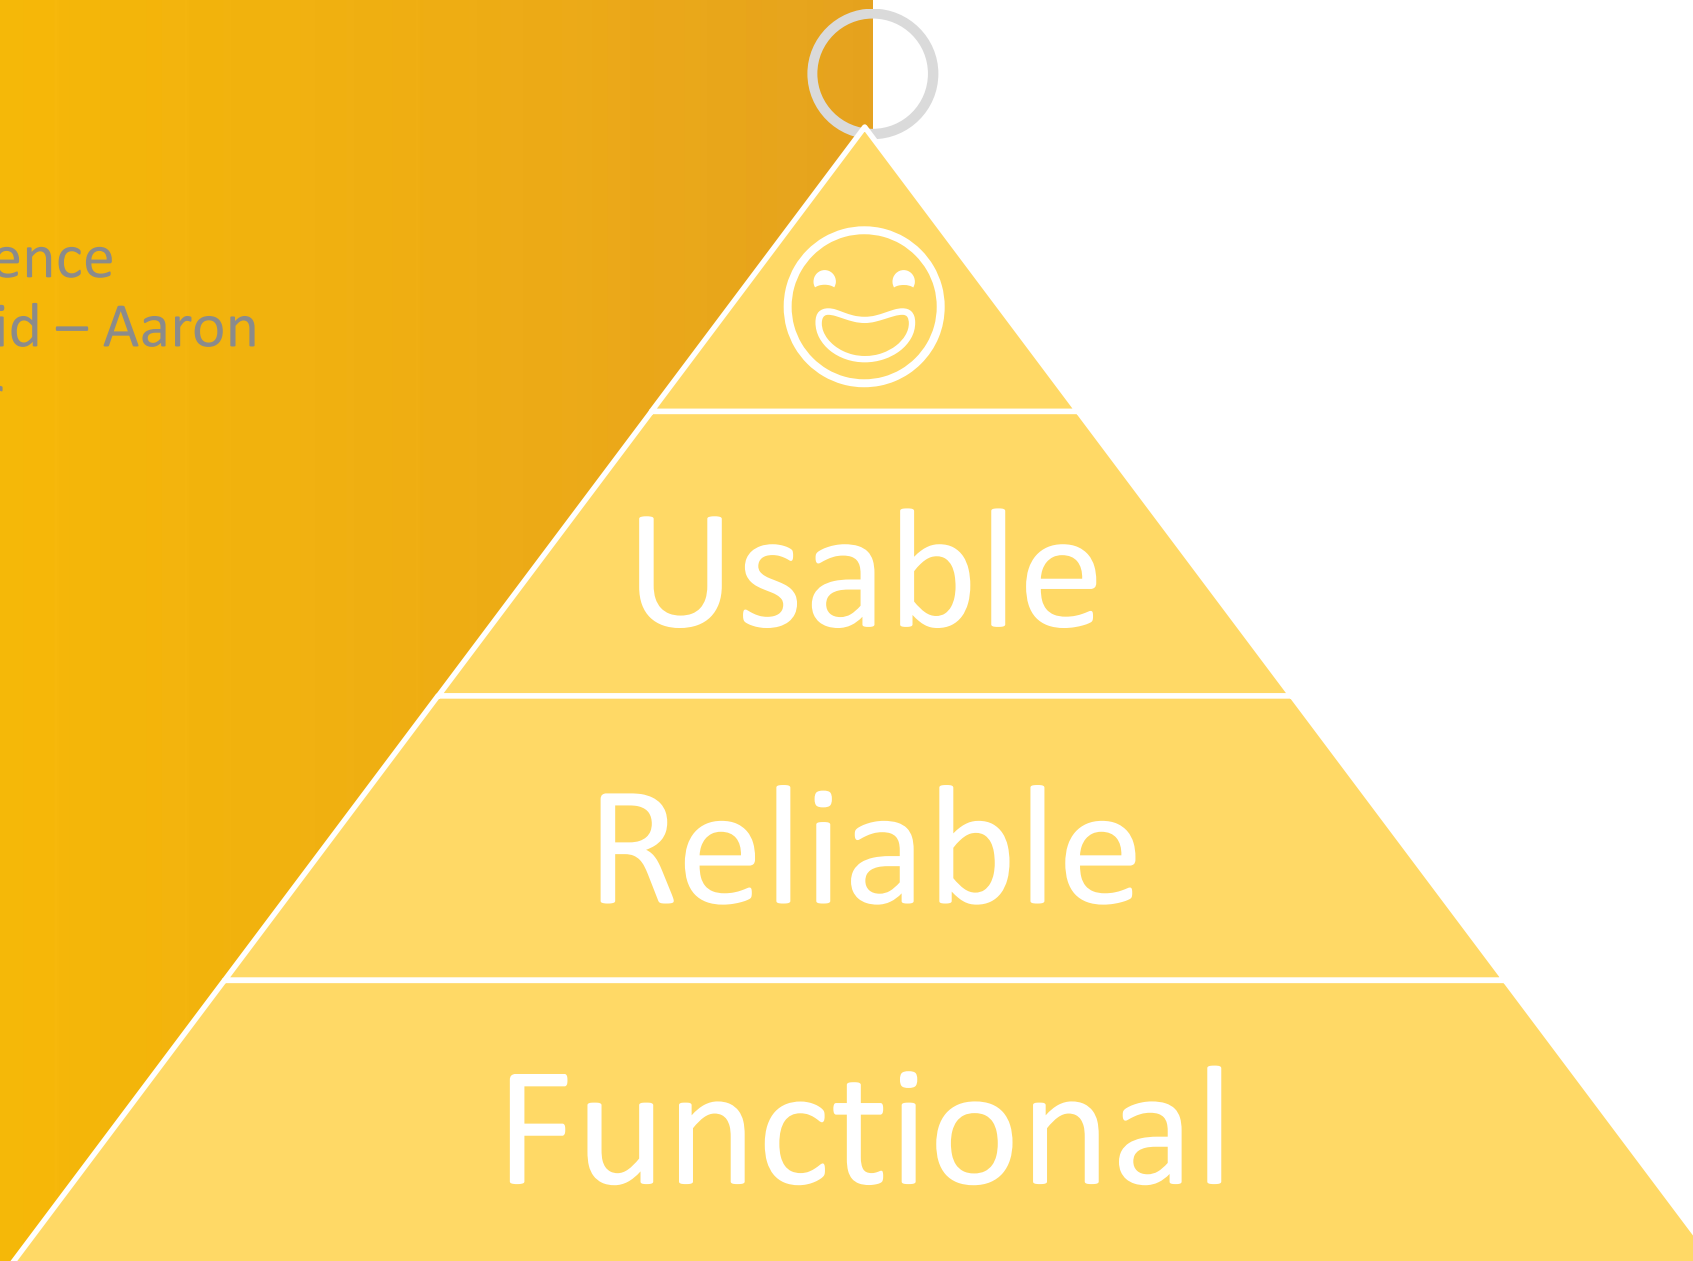 ence
id – Aaron
Usable
Reliable
Functional